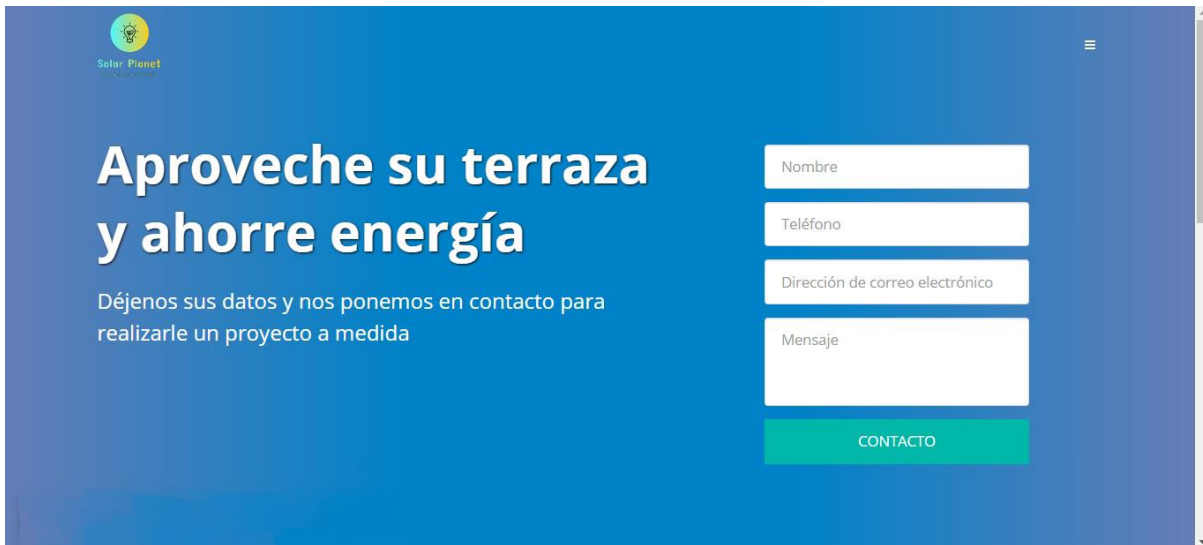 Solar Planet
Aproveche su terraza
y ahorre energía
Déjenos sus datos y nos ponemos en contacto para
realizarle un proyecto a medida
Nombre
Teléfono
Dirección de correo electrónico
Mensaje
CONTACTO